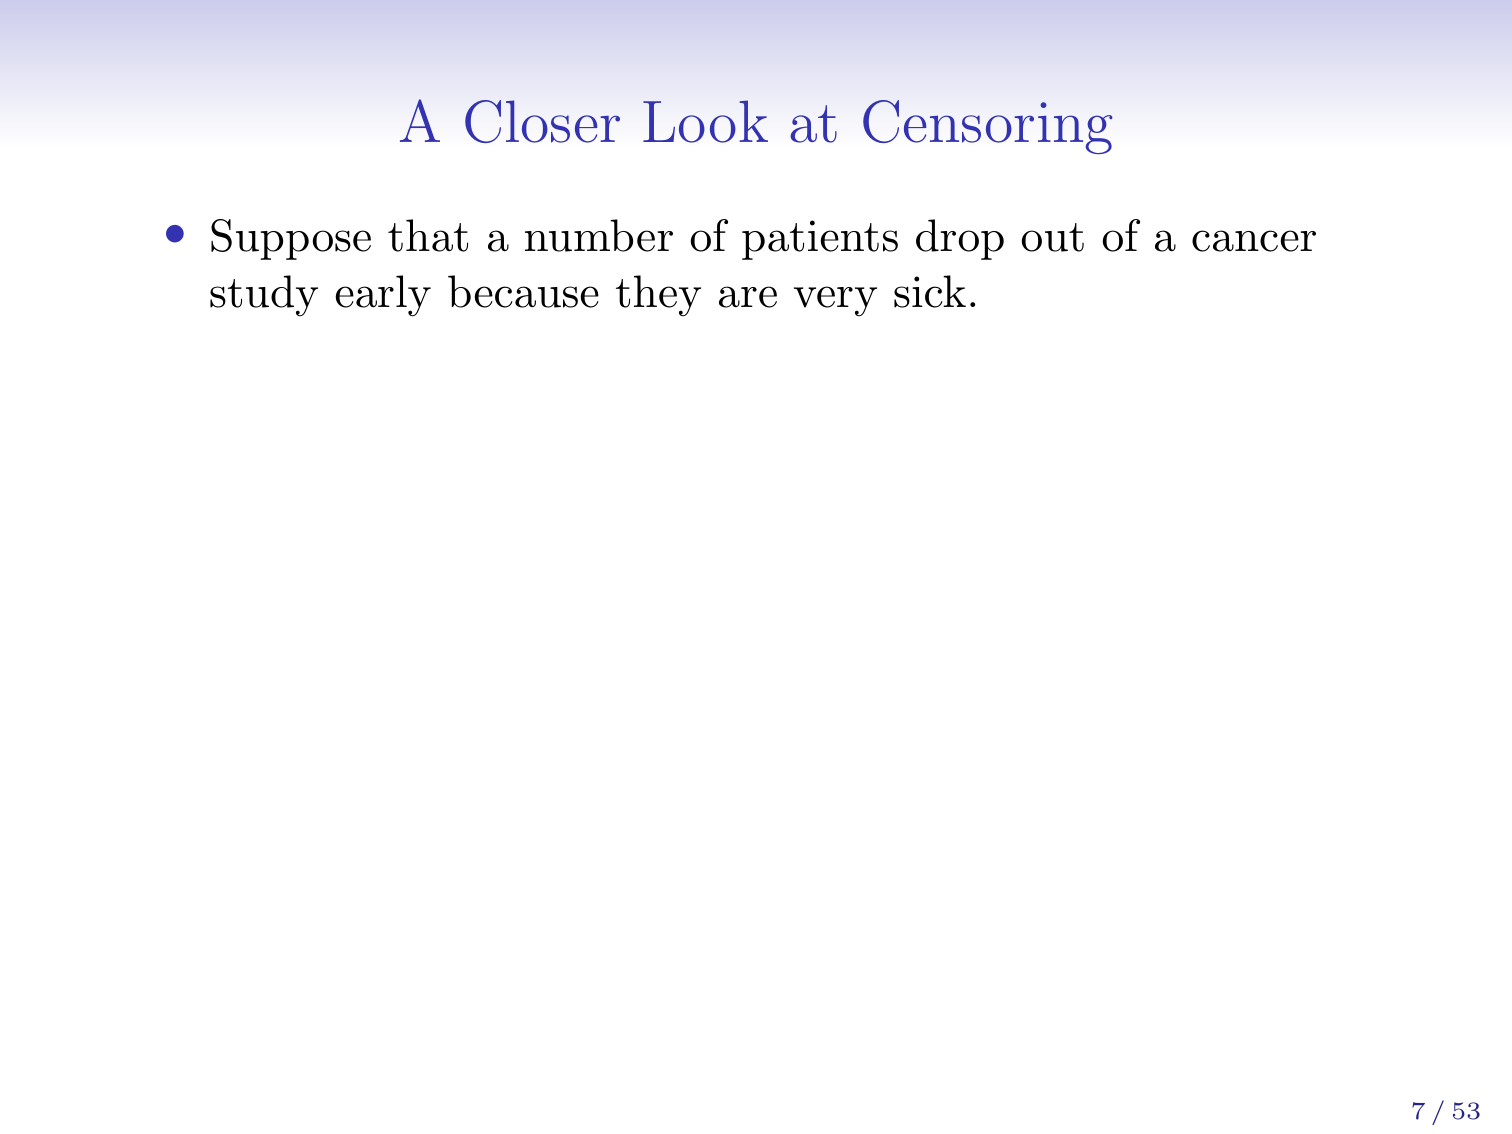 A Closer Look at Censoring
• Suppose that a number of patients drop out of a cancer
study early because they are very sick.
7 / 53